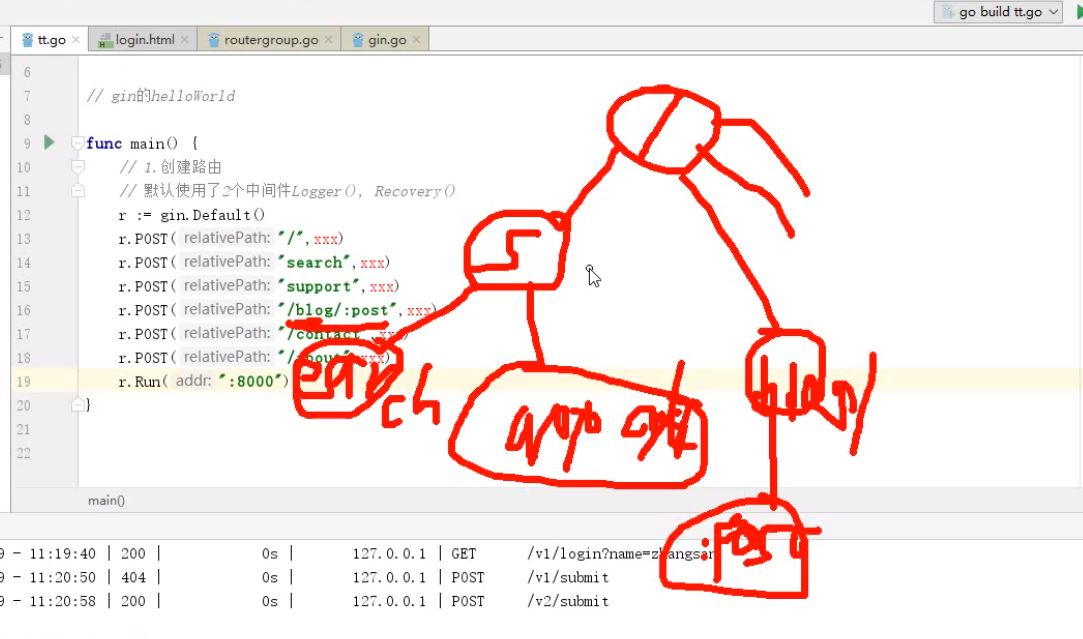 go build tt.go
tt.go
login.html
routergroup.go
gin.go
6
7 // gin的helloWorld
8
9 func main() {
10 // 1.创建路由
11 // 默认使用了2个中间件Logger(), Recovery()
12 r := gin.Default()
13 r.POST( relativePath: "/",xxx)
14 r.POST( relativePath: "search",xxx)
15 r.POST( relativePath: "support",xxx)
16 r.POST( relativePath: "/blog/:post",xxx)
17 r.POST( relativePath: "/contact ,xxx)
18 r.POST( relativePath: "/about",xxx)
19 r.Run( addr: ":8000")
20 }
21
22
/
S
ear
ch
blog/
:post
main()
9 - 11:19:40 | 200 | 0s | 127.0.0.1 | GET /v1/login?name=zhangsan
9 - 11:20:50 | 404 | 0s | 127.0.0.1 | POST /v1/submit
9 - 11:20:58 | 200 | 0s | 127.0.0.1 | POST /v2/submit